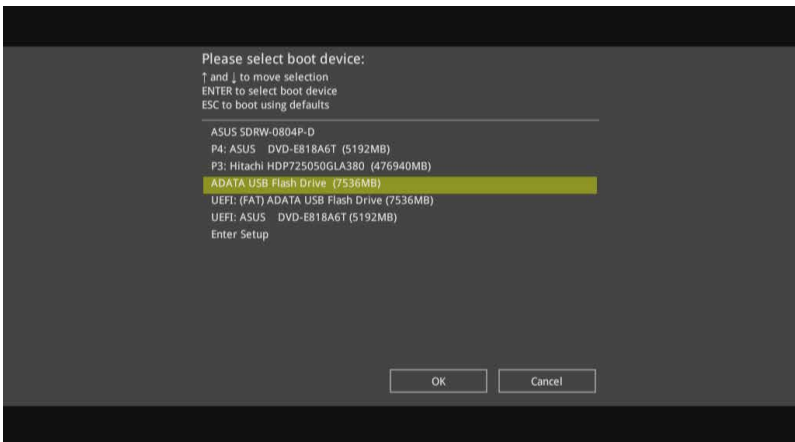 Please select boot device:
↑ and ↓ to move selection
ENTER to select boot device
ESC to boot using defaults
ASUS SDRW-0804P-D
P4: ASUS DVD-E818A6T (5192MB)
P3: Hitachi HDP725050GLA380 (476940MB)
ADATA USB Flash Drive (7536MB)
UEFI: (FAT) ADATA USB Flash Drive (7536MB)
UEFI: ASUS DVD-E818A6T (5192MB)
Enter Setup
OK Cancel